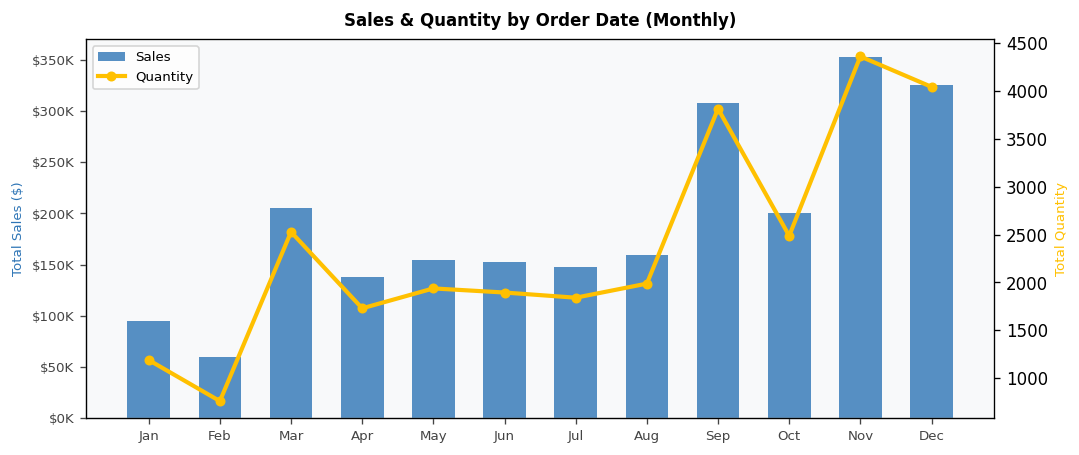 Sales & Quantity by Order Date (Monthly)
Sales
Quantity
Total Sales ($)
$350K
$300K
$250K
$200K
$150K
$100K
$50K
$0K
4500
4000
3500
3000
2500
2000
1500
1000
Total Quantity
Jan Feb Mar Apr May Jun Jul Aug Sep Oct Nov Dec